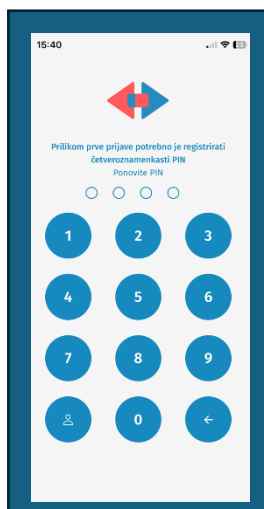 15:40
Prilikom prve prijave potrebno je registrirati
četveroznamenkasti PIN
Ponovite PIN
1 2 3
4 5 6
7 8 9
0